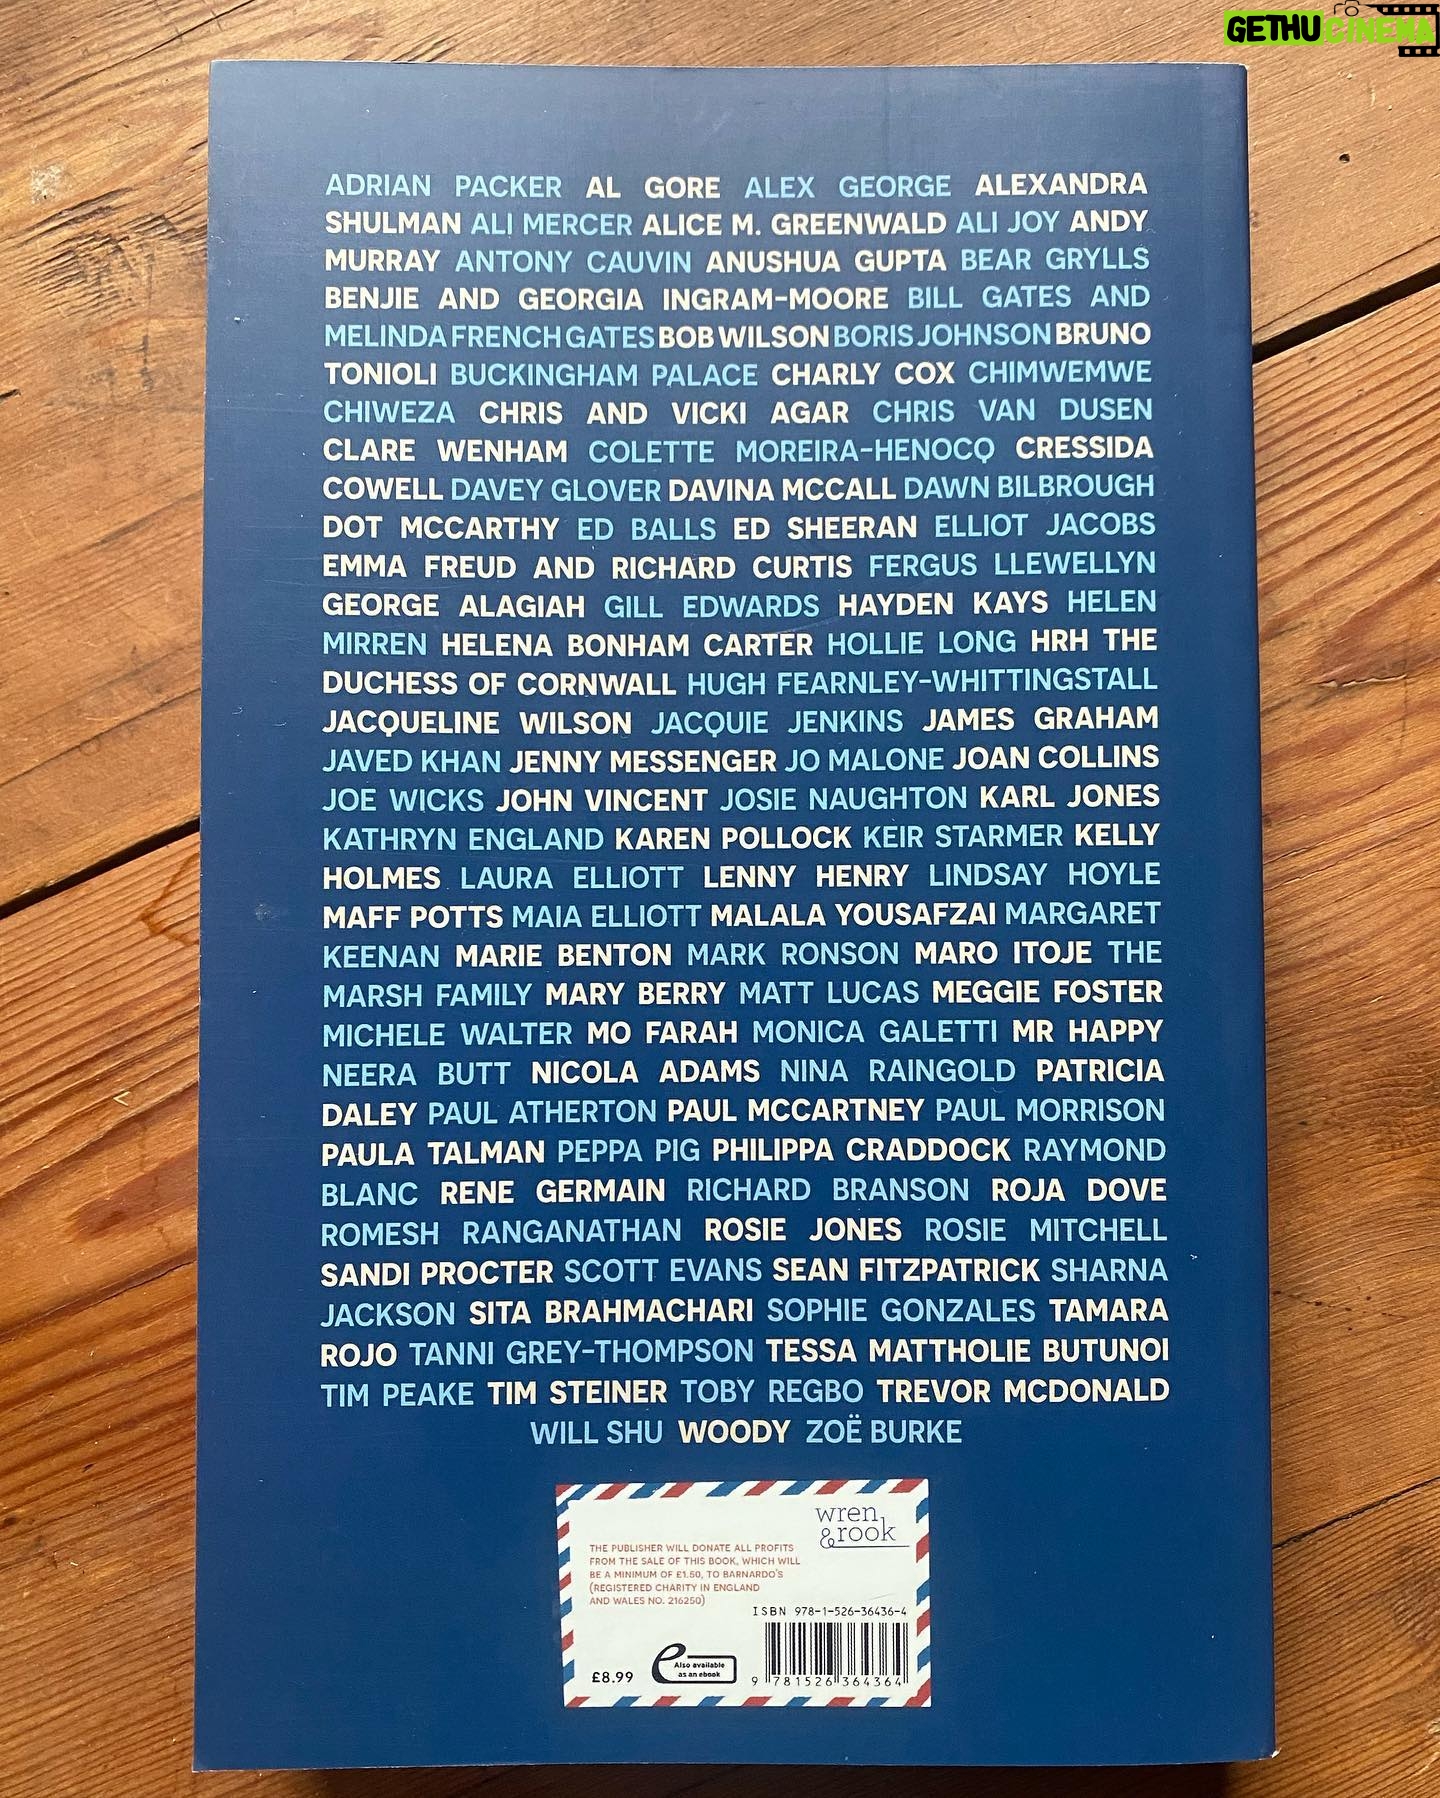 GETHUCINEMA
ADRIAN PACKER AL GORE ALEX GEORGE ALEXANDRA
SHULMAN ALI MERCER ALICE M. GREENWALD ALI JOY ANDY
MURRAY ANTONY CAUVIN ANUSHUA GUPTA BEAR GRYLLS
BENJIE AND GEORGIA INGRAM-MOORE BILL GATES AND
MELINDA FRENCH GATES BOB WILSON BORIS JOHNSON BRUNO
TONIOLI BUCKINGHAM PALACE CHARLY COX CHIMWEMWE
CHIWEZA CHRIS AND VICKI AGAR CHRIS VAN DUSEN
CLARE WENHAM COLETTE MOREIRA-HENOCQ CRESSIDA
COWELL DAVEY GLOVER DAVINA MCCALL DAWN BILBROUGH
DOT MCCARTHY ED BALLS ED SHEERAN ELLIOT JACOBS
EMMA FREUD AND RICHARD CURTIS FERGUS LLEWELLYN
GEORGE ALAGIAH GILL EDWARDS HAYDEN KAYS HELEN
MIRREN HELENA BONHAM CARTER HOLLIE LONG HRH THE
DUCHESS OF CORNWALL HUGH FEARNLEY-WHITTINGSTALL
JACQUELINE WILSON JACQUIE JENKINS JAMES GRAHAM
JAVED KHAN JENNY MESSENGER JO MALONE JOAN COLLINS
JOE WICKS JOHN VINCENT JOSIE NAUGHTON KARL JONES
KATHRYN ENGLAND KAREN POLLOCK KEIR STARMER KELLY
HOLMES LAURA ELLIOTT LENNY HENRY LINDSAY HOYLE
MAFF POTTS MAIA ELLIOTT MALALA YOUSAFZAI MARGARET
KEENAN MARIE BENTON MARK RONSON MARO ITOJE THE
MARSH FAMILY MARY BERRY MATT LUCAS MEGGIE FOSTER
MICHELE WALTER MO FARAH MONICA GALETTI MR HAPPY
NEERA BUTT NICOLA ADAMS NINA RAINGOLD PATRICIA
DALEY PAUL ATHERTON PAUL MCCARTNEY PAUL MORRISON
PAULA TALMAN PEPPA PIG PHILIPPA CRADDOCK RAYMOND
BLANC RENE GERMAIN RICHARD BRANSON ROJA DOVE
ROMESH RANGANATHAN ROSIE JONES ROSIE MITCHELL
SANDI PROCTER SCOTT EVANS SEAN FITZPATRICK SHARNA
JACKSON SITA BRAHMACHARI SOPHIE GONZALES TAMARA
ROJO TANNI GREY-THOMPSON TESSA MATTHOLIE BUTUNOI
TIM PEAKE TIM STEINER TOBY REGBO TREVOR MCDONALD
WILL SHU WOODY ZOË BURKE
wren
&rook
THE PUBLISHER WILL DONATE ALL PROFITS
FROM THE SALE OF THIS BOOK, WHICH WILL
BE A MINIMUM OF £1.50, TO BARNARDO'S
(REGISTERED CHARITY IN ENGLAND
AND WALES NO. 216250)
ISBN 978-1-526-36436-4
£8.99
e Also available
as an ebook
9 781526 364364